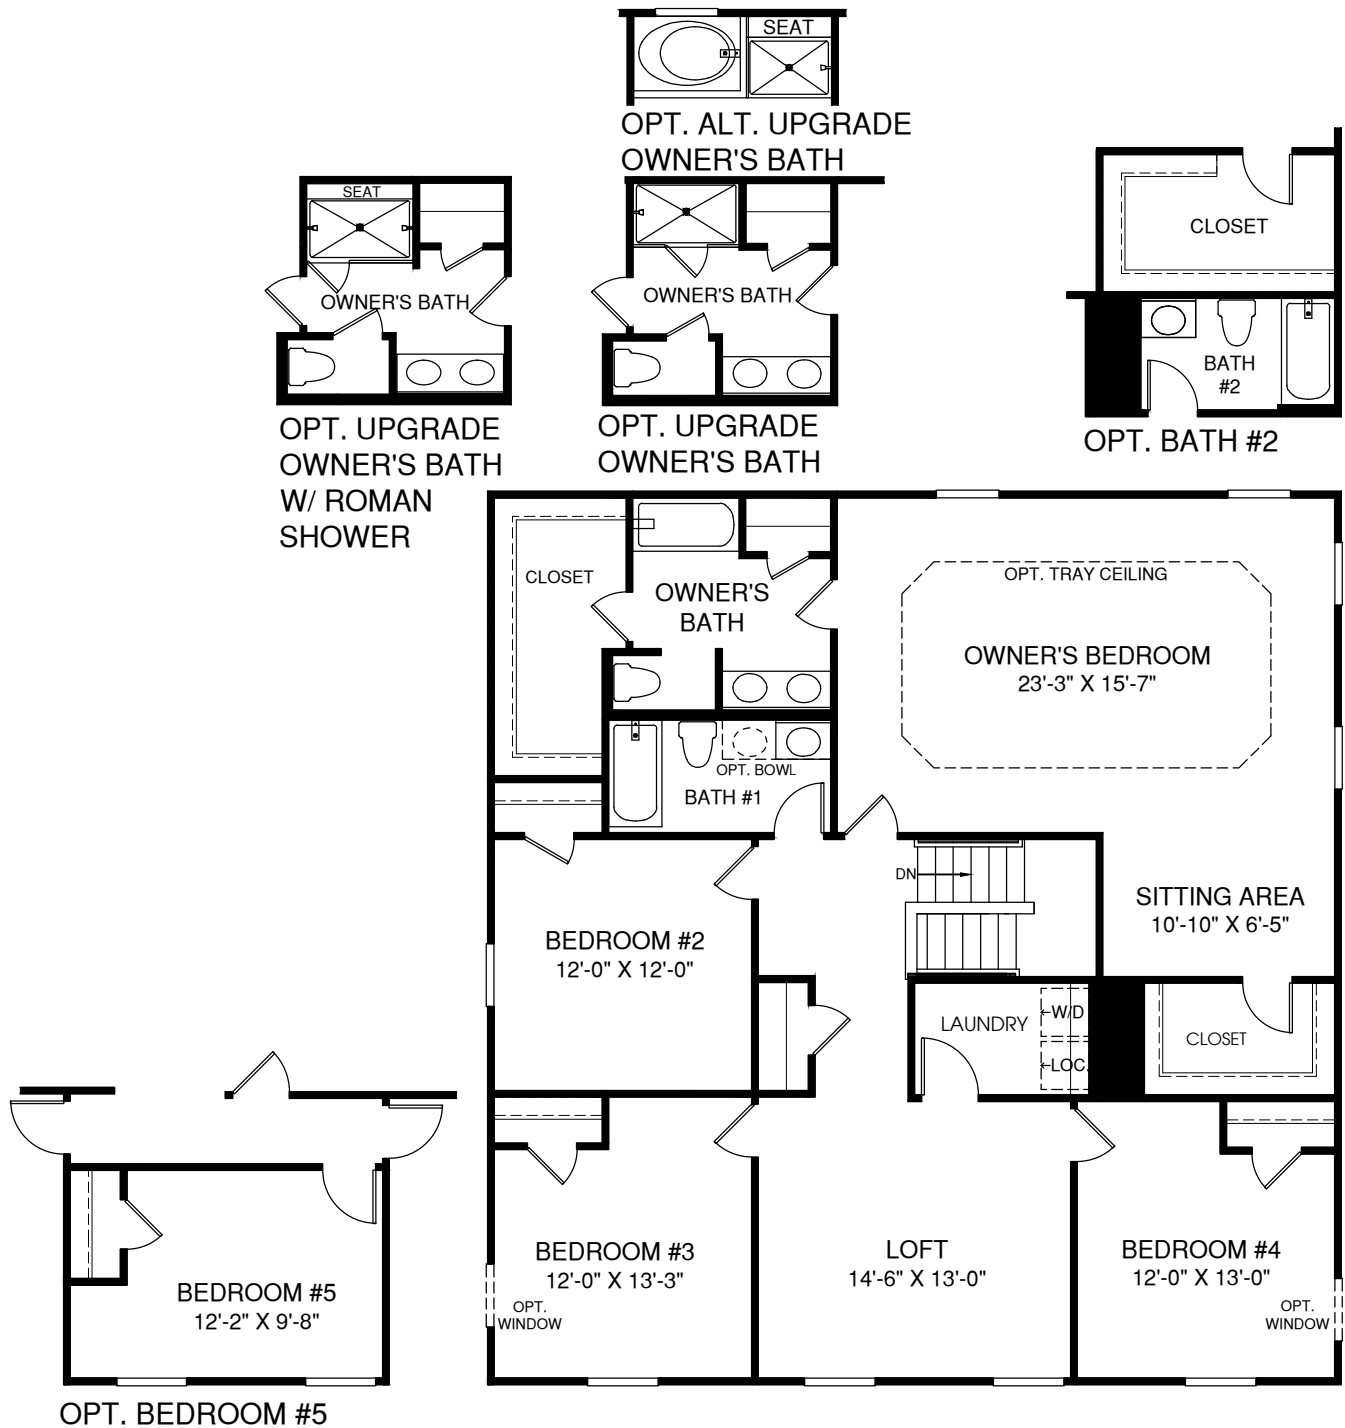 SEAT
OPT. ALT. UPGRADE
OWNER'S BATH
SEAT
OWNER'S BATH
OPT. UPGRADE
OWNER'S BATH
W/ ROMAN
SHOWER
OWNER'S BATH
OPT. UPGRADE
OWNER'S BATH
CLOSET
BATH
#2
OPT. BATH #2
CLOSET
OWNER'S
BATH
OPT. TRAY CEILING
OWNER'S BEDROOM
23'-3" X 15'-7"
OPT. BOWL
BATH #1
DN
SITTING AREA
10'-10" X 6'-5"
BEDROOM #2
12'-0" X 12'-0"
LAUNDRY
W/D
LOC.
CLOSET
BEDROOM #3
12'-0" X 13'-3"
OPT.
WINDOW
LOFT
14'-6" X 13'-0"
BEDROOM #4
12'-0" X 13'-0"
OPT.
WINDOW
BEDROOM #5
12'-2" X 9'-8"
OPT. BEDROOM #5